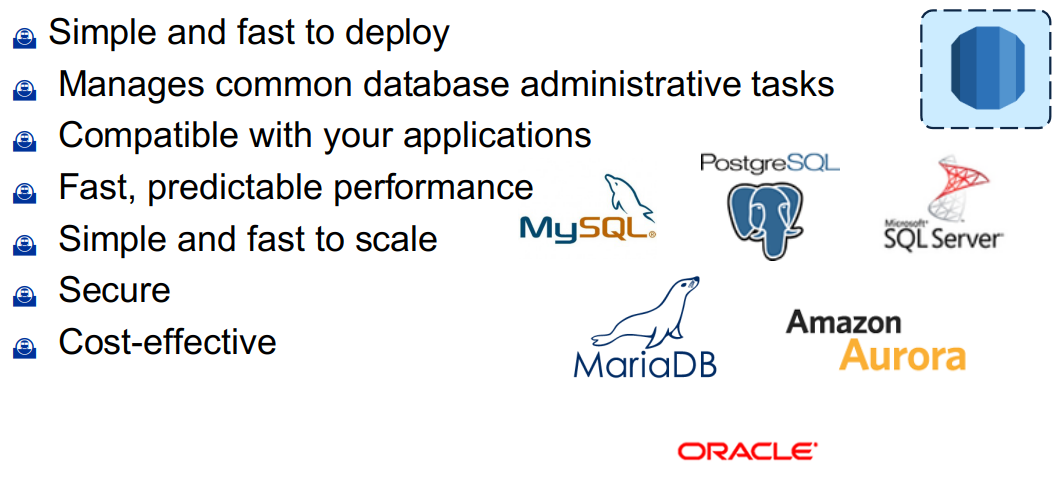 Simple and fast to deploy
Manages common database administrative tasks
Compatible with your applications
Fast, predictable performance
Simple and fast to scale
Secure
Cost-effective
PostgreSQL
MySQL®
Microsoft®
SQL Server®
MariaDB
Amazon
Aurora
ORACLE®